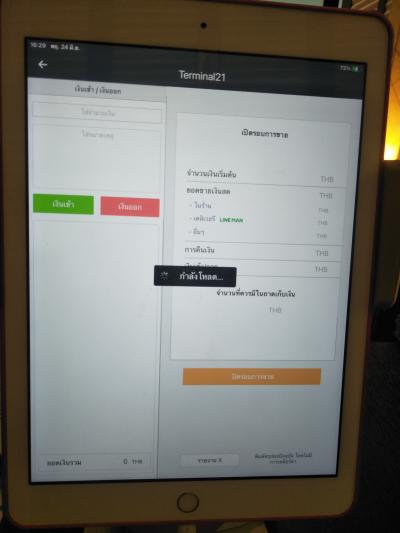 16:29 พฤ. 24 มี.ค.
73%
Terminal21
เงินเข้า / เงินออก
ใส่จำนวนเงิน
ใส่หมายเหตุ
เงินเข้า
เงินออก
ยอดเงินรวม 0 THB
เปิดรอบการขาย
จำนวนเงินเริ่มต้น THB
ยอดขายเงินสด THB
- ในร้าน THB
- เดลิเวอรี LINE MAN THB
- อื่นๆ THB
การคืนเงิน THB
THB
กำลังโหลด...
จำนวนที่ควรมีในถาดเก็บเงิน
THB
ปิดรอบการขาย
รายงาน X